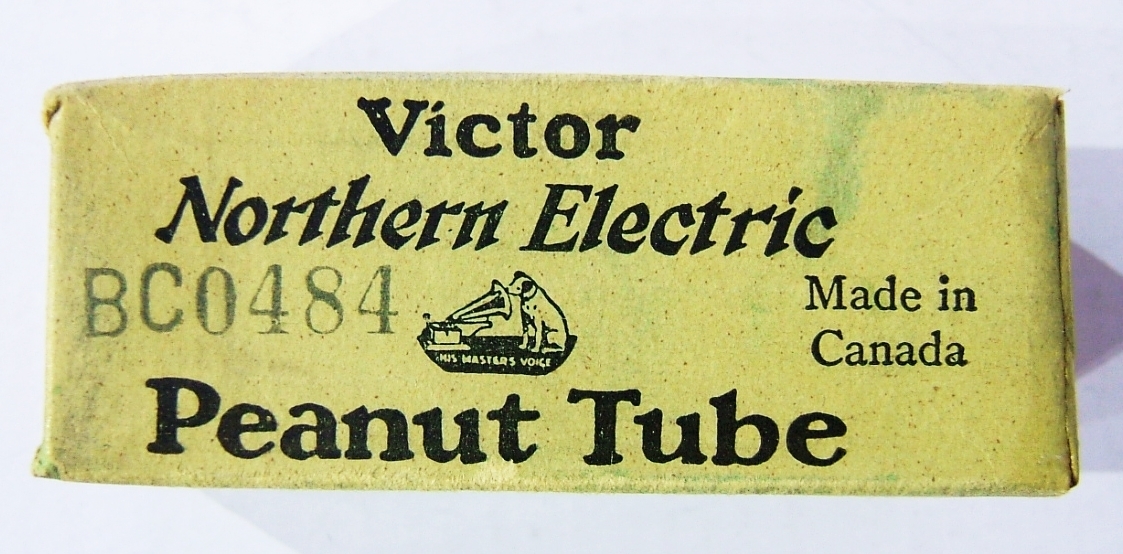 Victor
Northern Electric
BC0484
HIS MASTERS VOICE
Made in
Canada
Peanut Tube